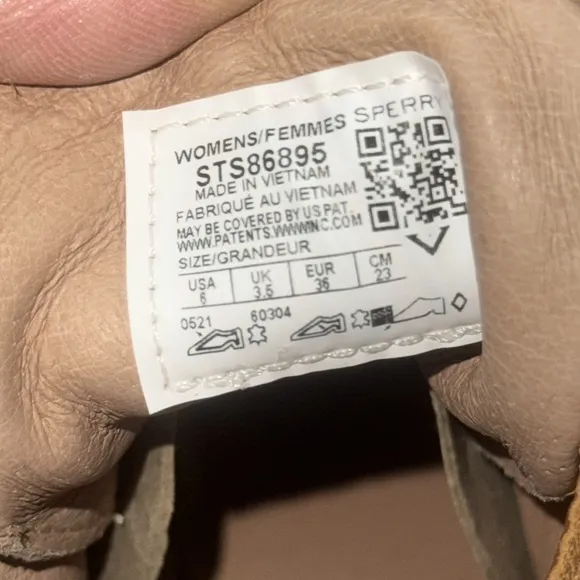 WOMENS/FEMMES SPERRY
STS86895
MADE IN VIETNAM
FABRIQUÉ AU VIETNAM
MAY BE COVERED BY US PAT.
WWW.PATENTS.WWWINC.COM
SIZE/GRANDEUR
USA UK EUR CM
6 3.5 36 23
0521 60304